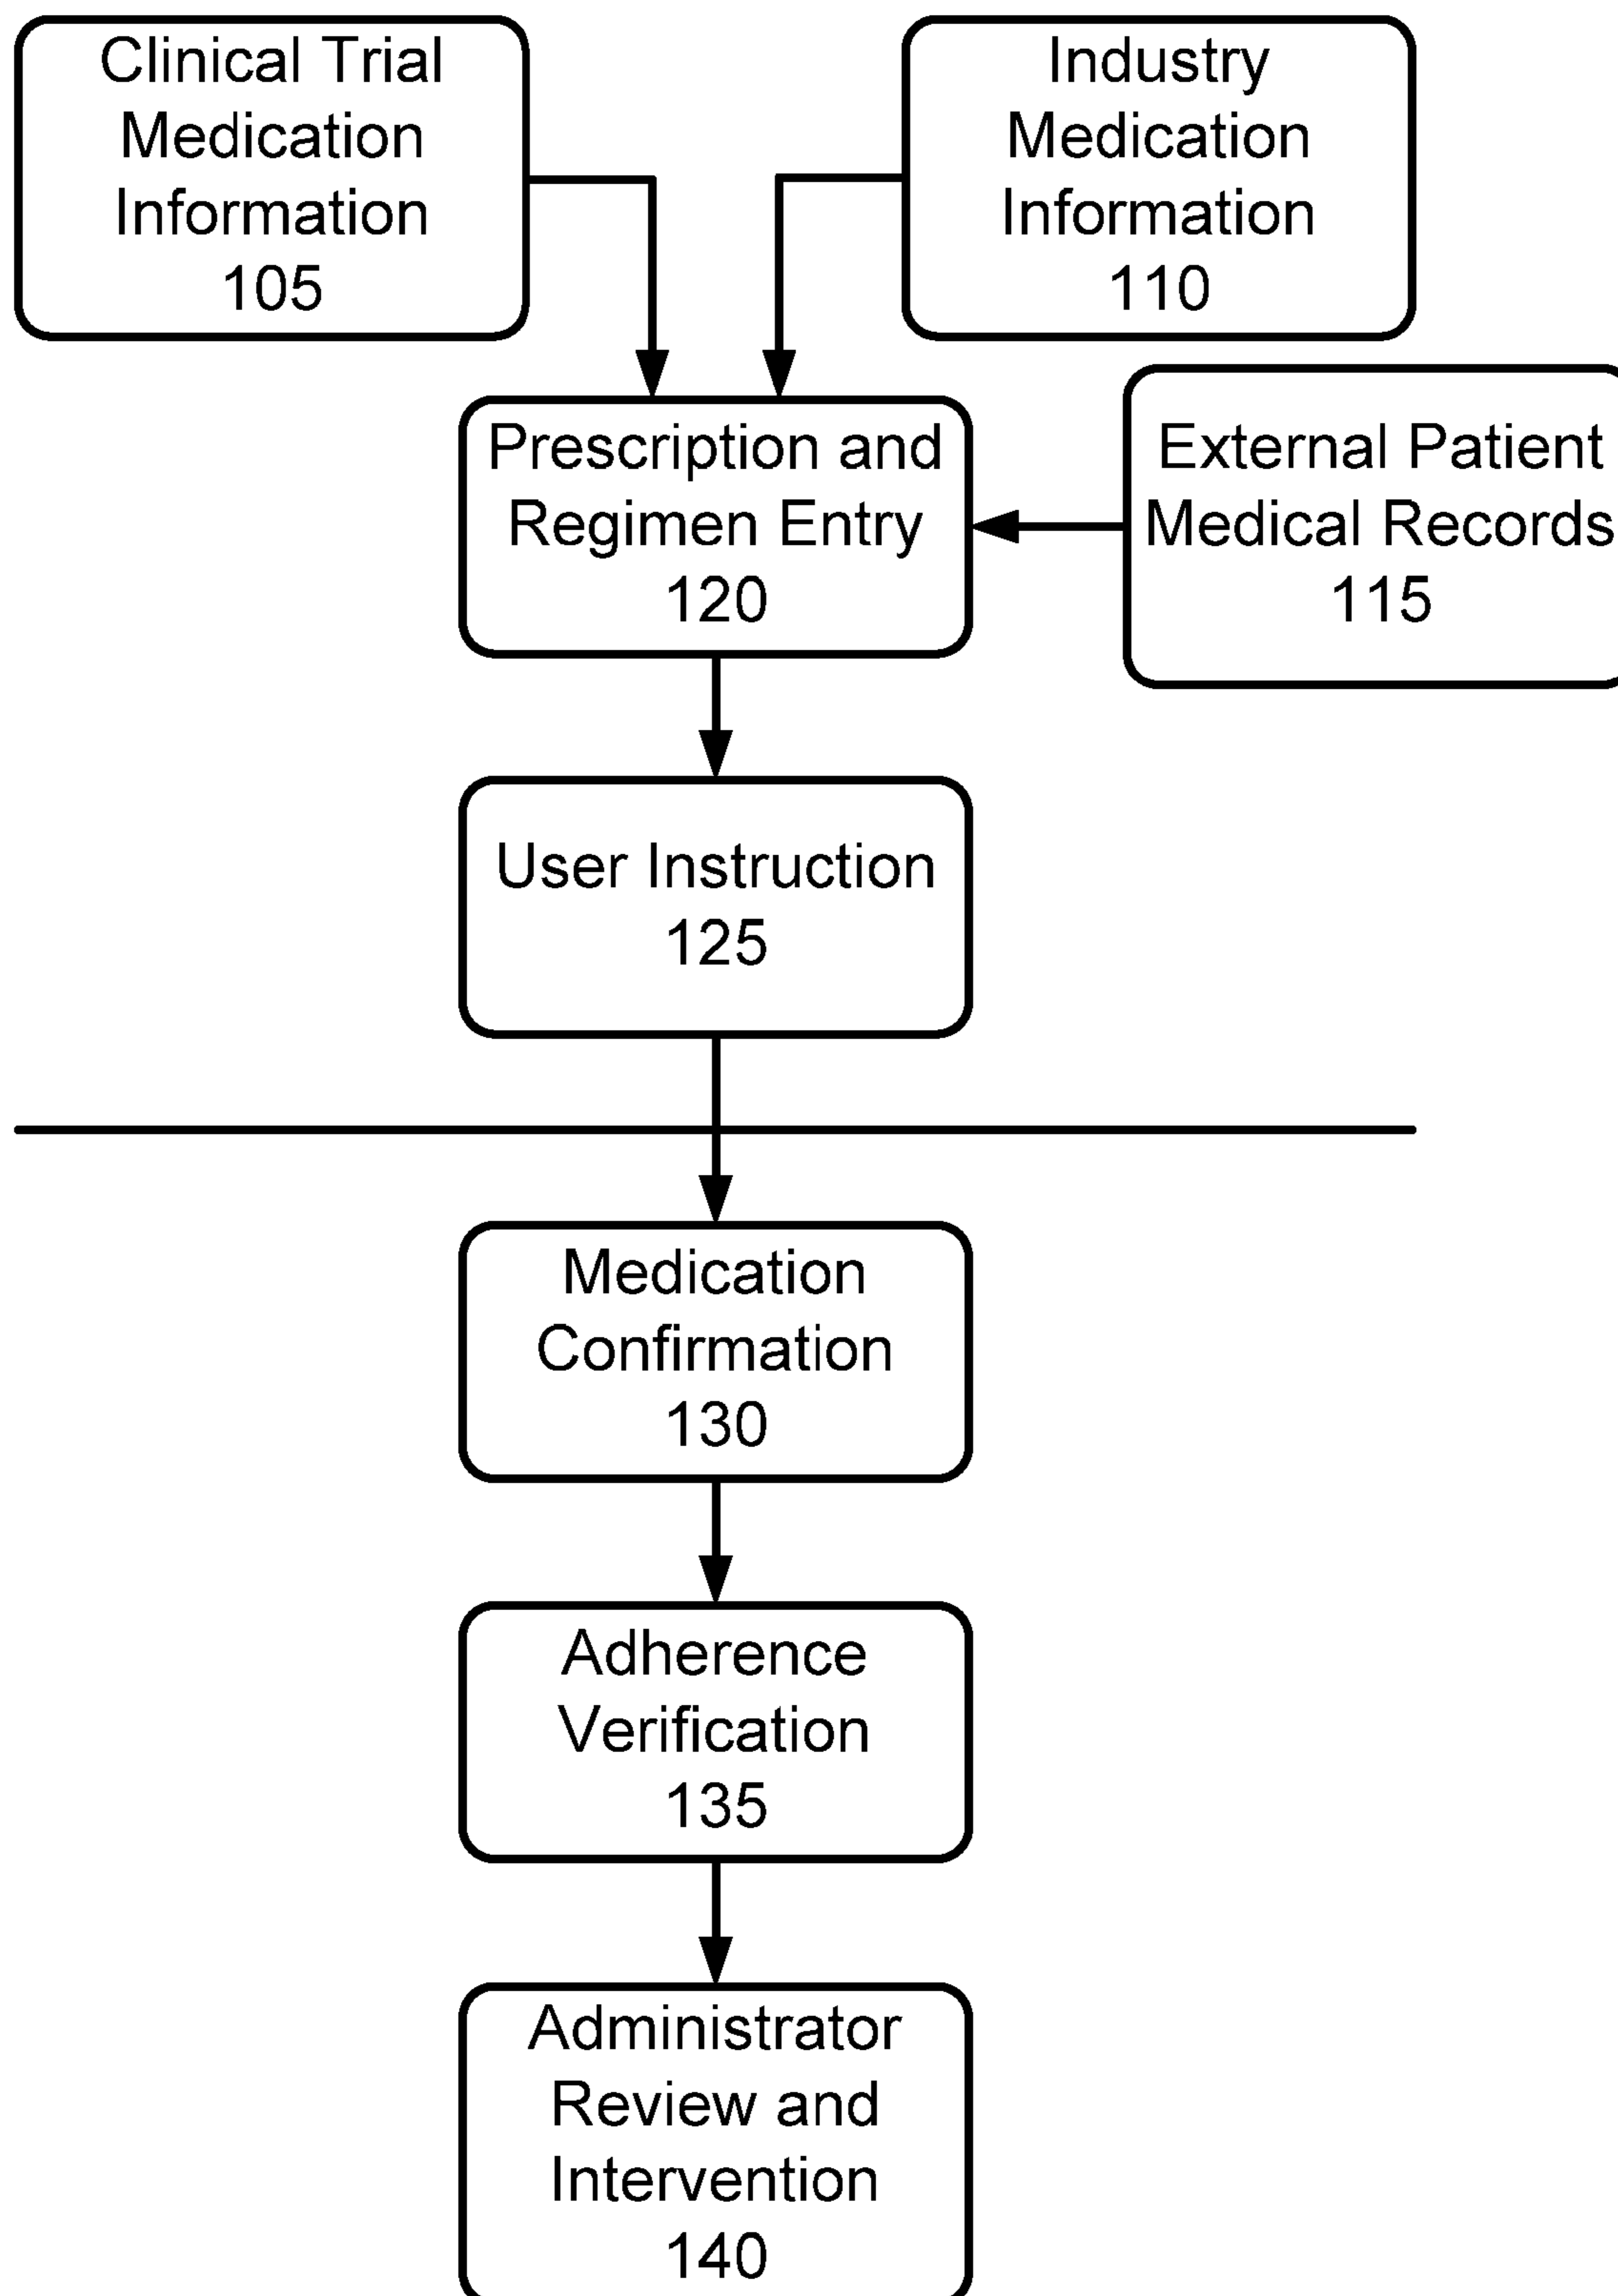 Clinical Trial
Medication
Information
105
Industry
Medication
Information
110
Prescription and
Regimen Entry
120
External Patient
Medical Records
115
User Instruction
125
Medication
Confirmation
130
Adherence
Verification
135
Administrator
Review and
Intervention
140